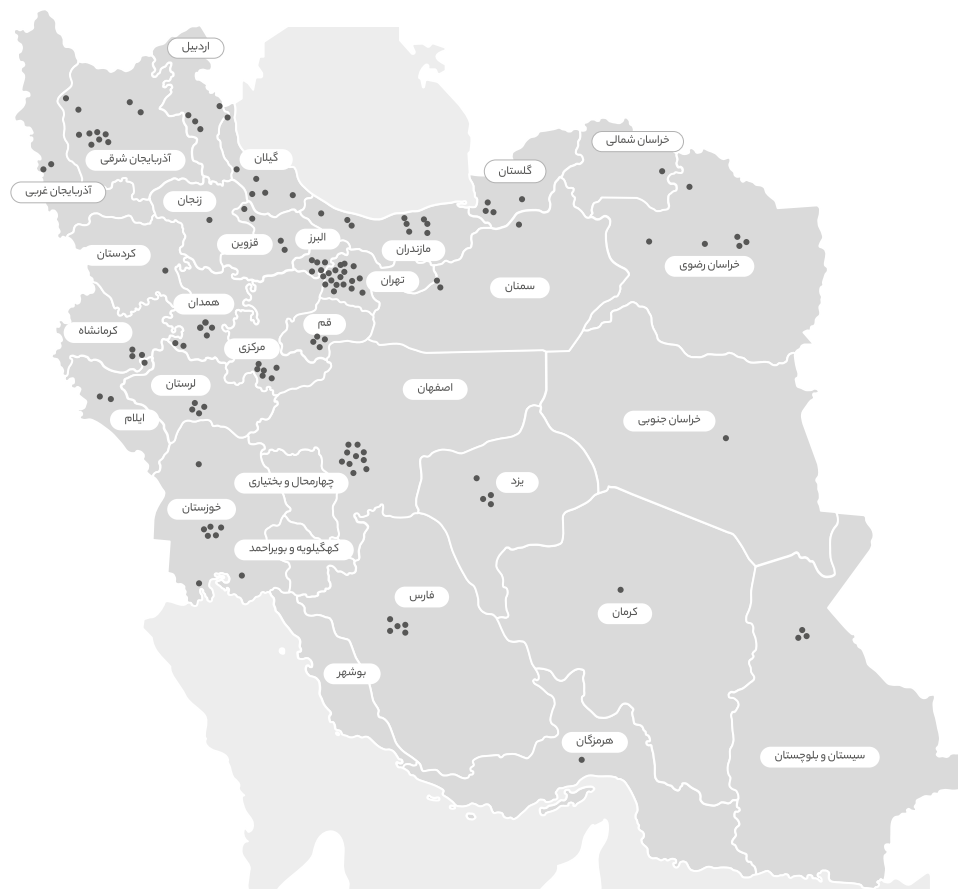 اردبیل
خراسان شمالی
آذربایجان شرقی
گیلان
گلستان
آذربایجان غربی
زنجان
البرز
قزوین
مازندران
کردستان
خراسان رضوی
تهران
سمنان
همدان
قم
کرمانشاه
مرکزی
لرستان
اصفهان
ایلام
خراسان جنوبی
چهارمحال و بختیاری
یزد
خوزستان
کهگیلویه و بویراحمد
فارس
کرمان
بوشهر
هرمزگان
سیستان و بلوچستان